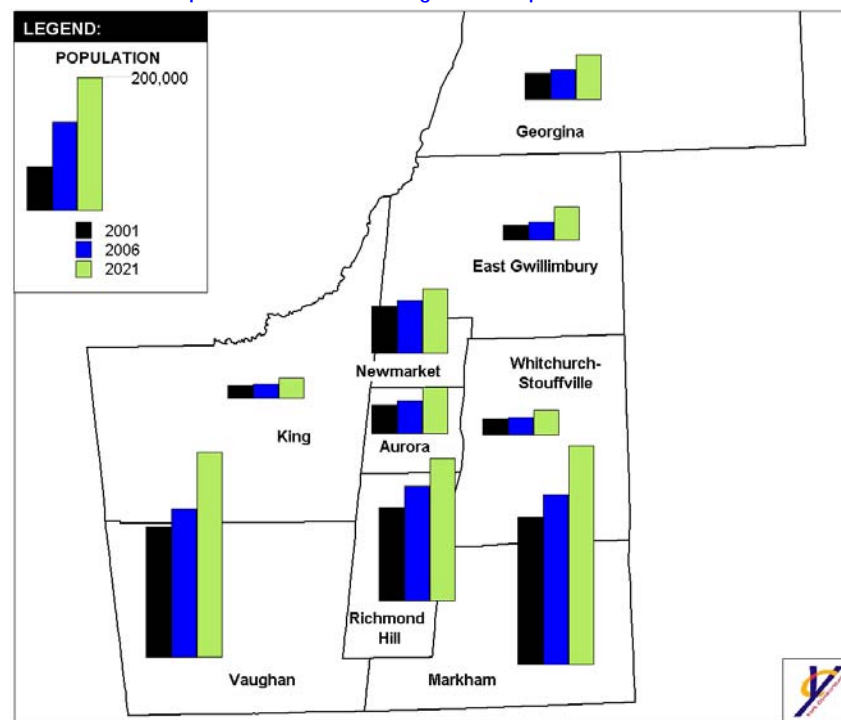 LEGEND:
POPULATION
200,000
2001
2006
2021
Georgina
East Gwillimbury
Newmarket
Whitchurch-
Stouffville
King
Aurora
Richmond
Hill
Vaughan
Markham